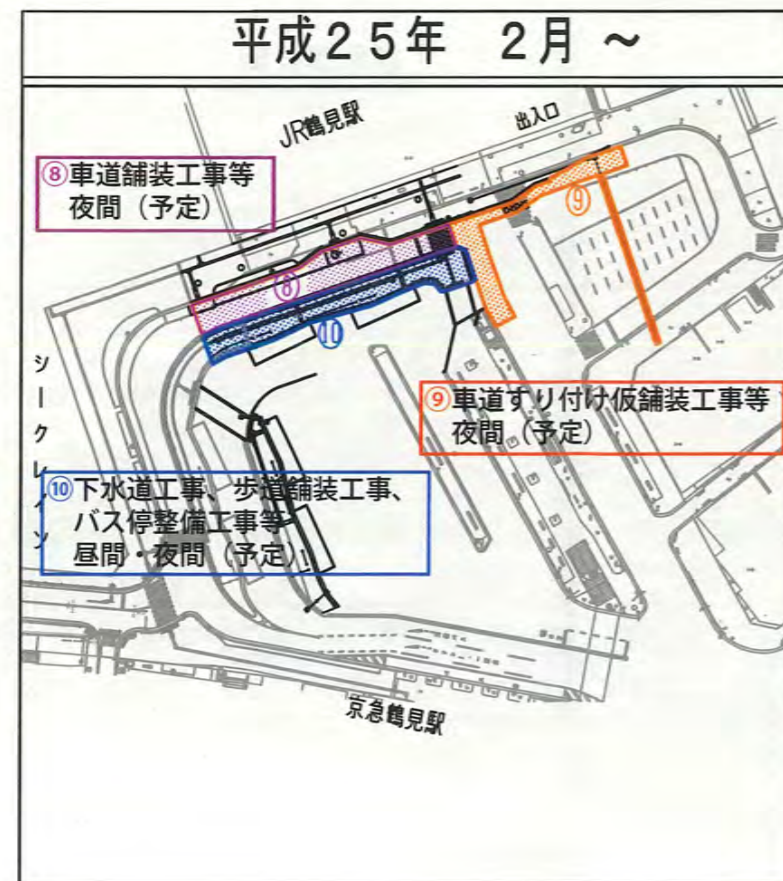 平成25年 2月 ～
JR鶴見駅
出入口
⑧車道舗装工事等
夜間（予定）
⑨
⑧
⑩
シークレイン
⑨車道すり付け仮舗装工事等
夜間（予定）
⑩下水道工事、歩道舗装工事、
バス停整備工事等
昼間・夜間（予定）
京急鶴見駅